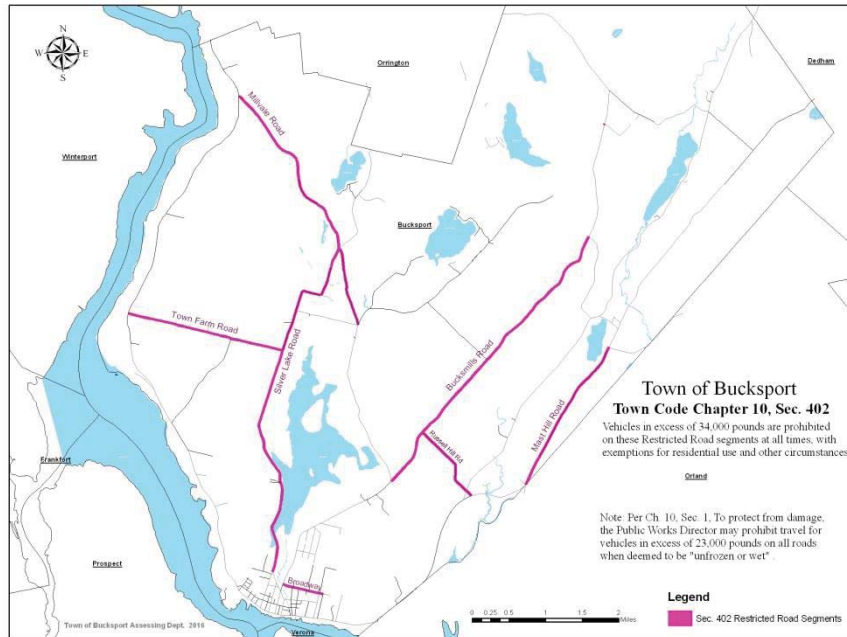 N
W E
S
Orrington
Dedham
Millvale Road
Winterport
Bucksport
Town Farm Road
Silver Lake Road
Bucksmills Road
Russell Hill Rd
Mast Hill Road
Town of Bucksport
Town Code Chapter 10, Sec. 402
Vehicles in excess of 34,000 pounds are prohibited
on these Restricted Road segments at all times, with
exemptions for residential use and other circumstances
Frankfort
Orland
Note: Per Ch. 10, Sec. 1, To protect from damage,
the Public Works Director may prohibit travel for
vehicles in excess of 23,000 pounds on all roads
when deemed to be "unfrozen or wet" .
Prospect
Broadway
Legend
Sec. 402 Restricted Road Segments
0 0.25 0.5 1 1.5 2
Miles
Town of Bucksport Assessing Dept. 2016
Verona